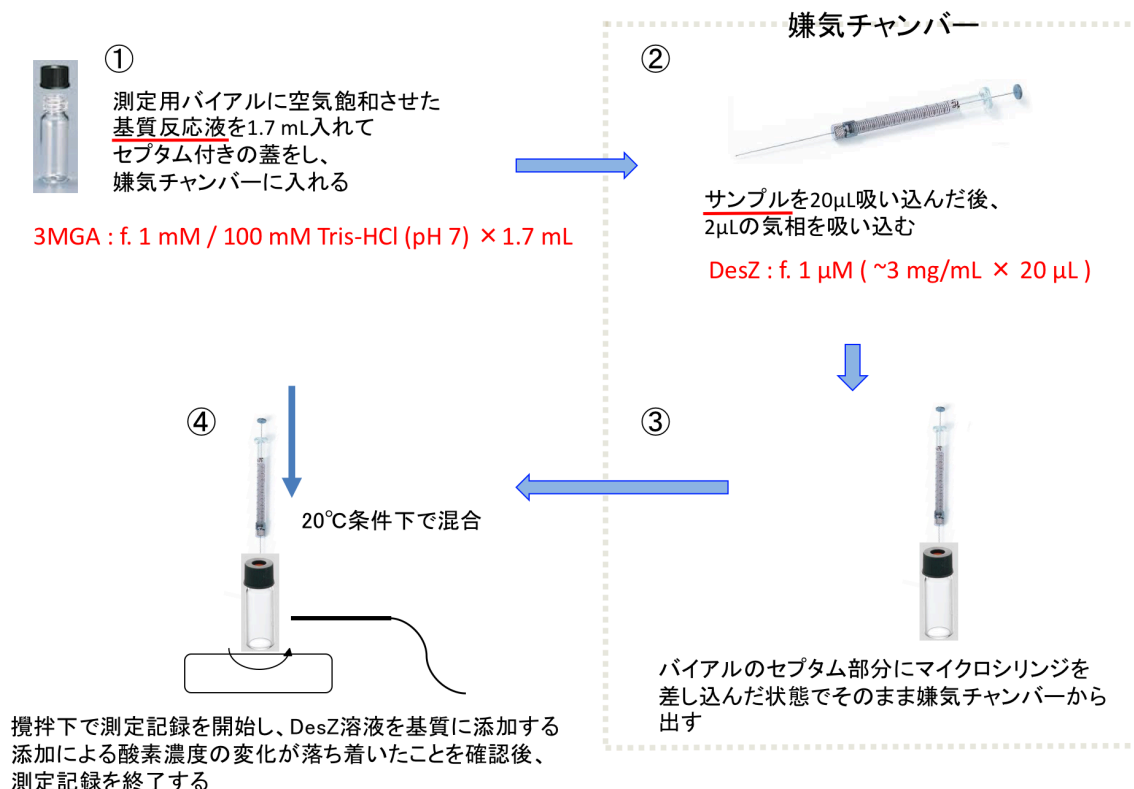 嫌気チャンバー
①
測定用バイアルに空気飽和させた
基質反応液を1.7 mL入れて
セプタム付きの蓋をし、
嫌気チャンバーに入れる
3MGA : f. 1 mM / 100 mM Tris-HCl (pH 7) × 1.7 mL
②
サンプルを20μL吸い込んだ後、
2μLの気相を吸い込む
DesZ : f. 1 μM ( ~3 mg/mL × 20 μL )
③
バイアルのセプタム部分にマイクロシリンジを
差し込んだ状態でそのまま嫌気チャンバーから
出す
④
20℃条件下で混合
攪拌下で測定記録を開始し、DesZ溶液を基質に添加する
添加による酸素濃度の変化が落ち着いたことを確認後、
測定記録を終了する